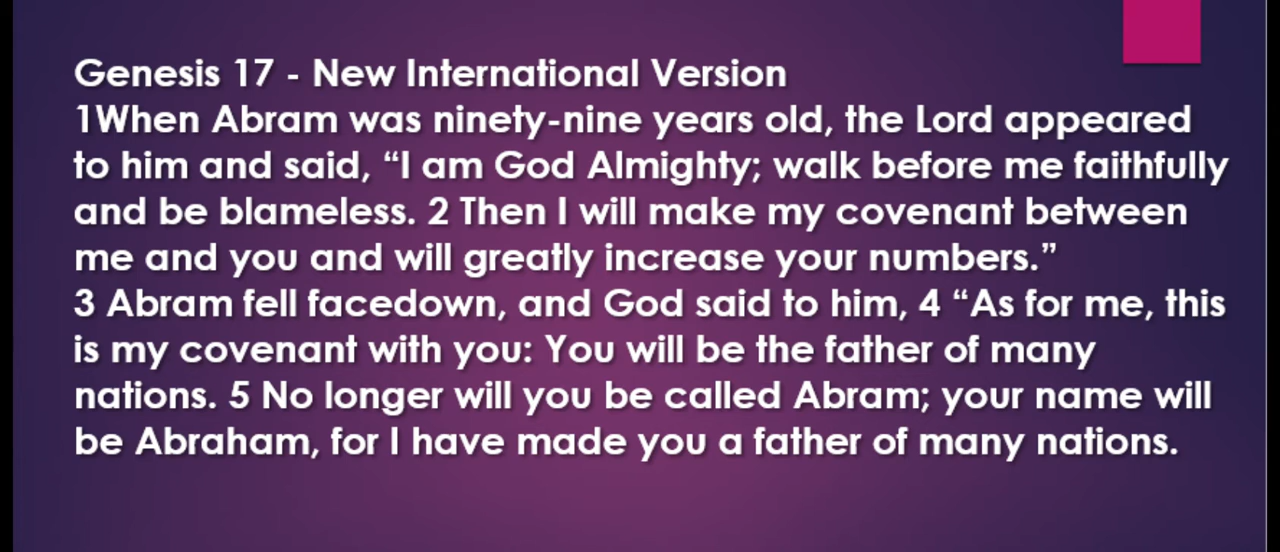 Genesis 17 - New International Version
1When Abram was ninety-nine years old, the Lord appeared
to him and said, “I am God Almighty; walk before me faithfully
and be blameless. 2 Then I will make my covenant between
me and you and will greatly increase your numbers.”
3 Abram fell facedown, and God said to him, 4 “As for me, this
is my covenant with you: You will be the father of many
nations. 5 No longer will you be called Abram; your name will
be Abraham, for I have made you a father of many nations.